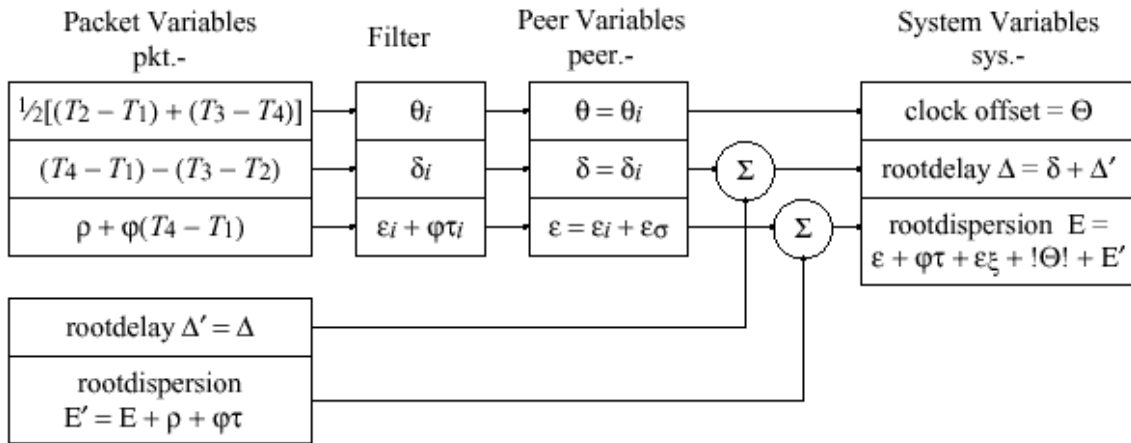 Packet Variables
pkt.-
Filter
Peer Variables
peer.-
System Variables
sys.-
½[(T2 – T1) + (T3 – T4)]
θi
θ = θi
clock offset = Θ
(T4 – T1) – (T3 – T2)
δi
δ = δi
Σ
rootdelay Δ = δ + Δ′
ρ + φ(T4 – T1)
εi + φτi
ε = εi + εσ
Σ
rootdispersion E =
ε + φτ + εξ + !Θ! + E′
rootdelay Δ′ = Δ
rootdispersion
E′ = E + ρ + φτ